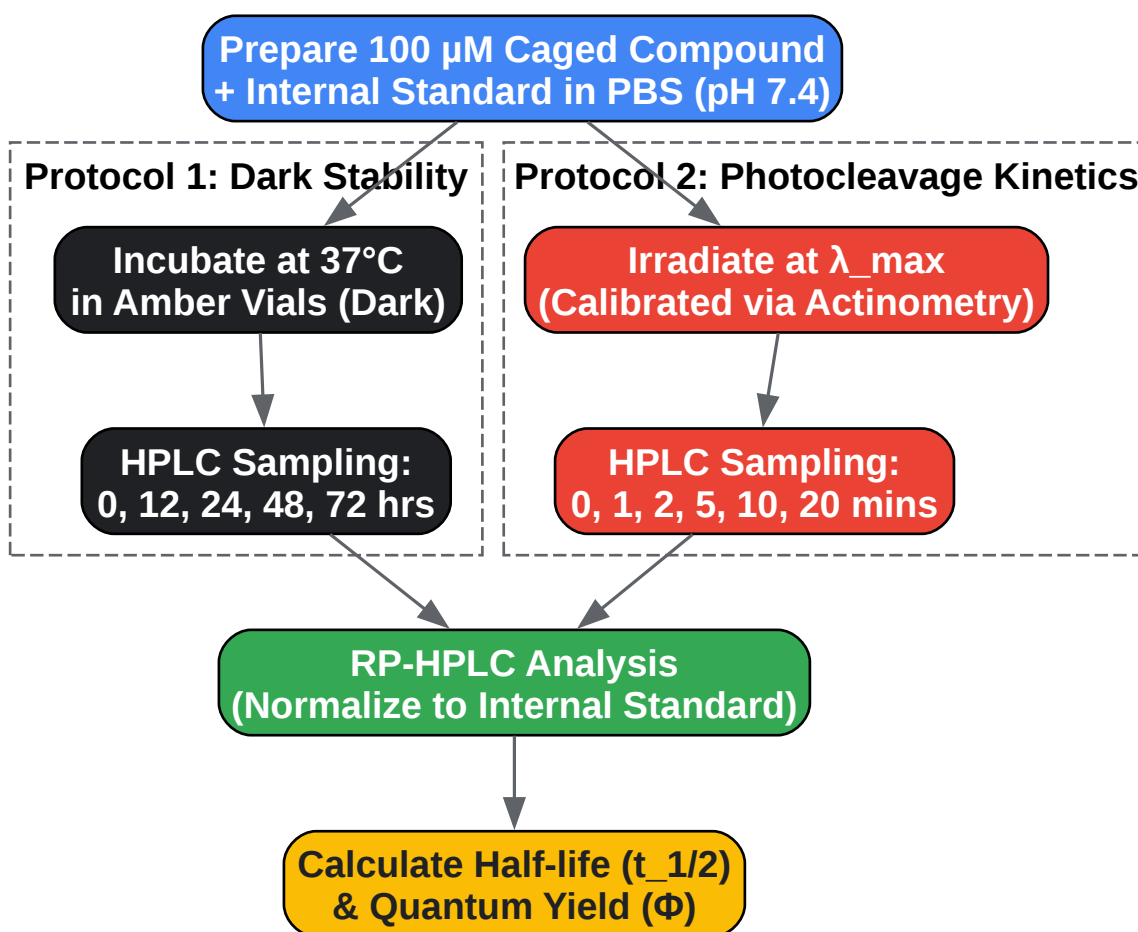 Prepare 100 µM Caged Compound
+ Internal Standard in PBS (pH 7.4)
Protocol 1: Dark Stability
Incubate at 37°C
in Amber Vials (Dark)
HPLC Sampling:
0, 12, 24, 48, 72 hrs
Protocol 2: Photocleavage Kinetics
Irradiate at λ_max
(Calibrated via Actinometry)
HPLC Sampling:
0, 1, 2, 5, 10, 20 mins
RP-HPLC Analysis
(Normalize to Internal Standard)
Calculate Half-life (t_1/2)
& Quantum Yield (Φ)